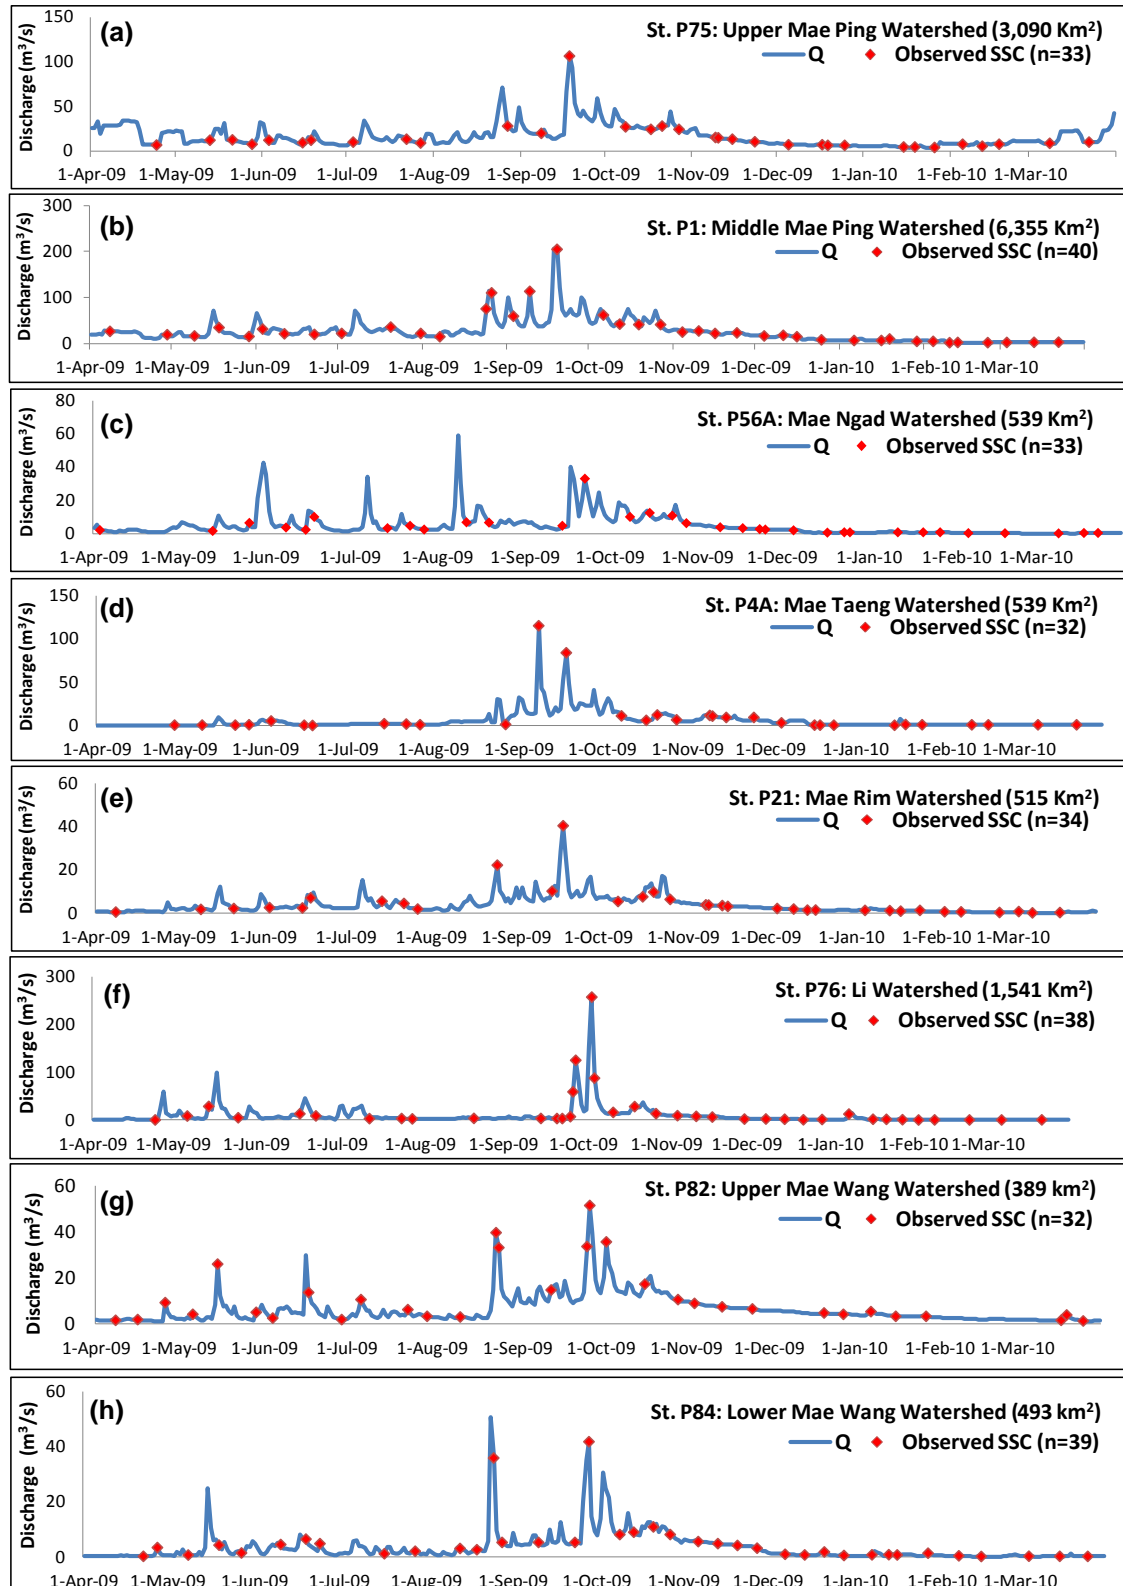 (a)
St. P75: Upper Mae Ping Watershed (3,090 Km²)
Q Observed SSC (n=33)
Discharge (m³/s)
150
100
50
0
1-Apr-09 1-May-09 1-Jun-09 1-Jul-09 1-Aug-09 1-Sep-09 1-Oct-09 1-Nov-09 1-Dec-09 1-Jan-10 1-Feb-10 1-Mar-10
(b)
St. P1: Middle Mae Ping Watershed (6,355 Km²)
Q Observed SSC (n=40)
Discharge (m³/s)
300
200
100
0
1-Apr-09 1-May-09 1-Jun-09 1-Jul-09 1-Aug-09 1-Sep-09 1-Oct-09 1-Nov-09 1-Dec-09 1-Jan-10 1-Feb-10 1-Mar-10
(c)
St. P56A: Mae Ngad Watershed (539 Km²)
Q Observed SSC (n=33)
Discharge (m³/s)
80
60
40
20
0
1-Apr-09 1-May-09 1-Jun-09 1-Jul-09 1-Aug-09 1-Sep-09 1-Oct-09 1-Nov-09 1-Dec-09 1-Jan-10 1-Feb-10 1-Mar-10
(d)
St. P4A: Mae Taeng Watershed (539 Km²)
Q Observed SSC (n=32)
Discharge (m³/s)
150
100
50
0
1-Apr-09 1-May-09 1-Jun-09 1-Jul-09 1-Aug-09 1-Sep-09 1-Oct-09 1-Nov-09 1-Dec-09 1-Jan-10 1-Feb-10 1-Mar-10
(e)
St. P21: Mae Rim Watershed (515 Km²)
Q Observed SSC (n=34)
Discharge (m³/s)
60
40
20
0
1-Apr-09 1-May-09 1-Jun-09 1-Jul-09 1-Aug-09 1-Sep-09 1-Oct-09 1-Nov-09 1-Dec-09 1-Jan-10 1-Feb-10 1-Mar-10
(f)
St. P76: Li Watershed (1,541 Km²)
Q Observed SSC (n=38)
Discharge (m³/s)
300
200
100
0
1-Apr-09 1-May-09 1-Jun-09 1-Jul-09 1-Aug-09 1-Sep-09 1-Oct-09 1-Nov-09 1-Dec-09 1-Jan-10 1-Feb-10 1-Mar-10
(g)
St. P82: Upper Mae Wang Watershed (389 km²)
Q Observed SSC (n=32)
Discharge (m³/s)
60
40
20
0
1-Apr-09 1-May-09 1-Jun-09 1-Jul-09 1-Aug-09 1-Sep-09 1-Oct-09 1-Nov-09 1-Dec-09 1-Jan-10 1-Feb-10 1-Mar-10
(h)
St. P84: Lower Mae Wang Watershed (493 km²)
Q Observed SSC (n=39)
Discharge (m³/s)
60
40
20
0
1-Apr-09 1-May-09 1-Jun-09 1-Jul-09 1-Aug-09 1-Sep-09 1-Oct-09 1-Nov-09 1-Dec-09 1-Jan-10 1-Feb-10 1-Mar-10